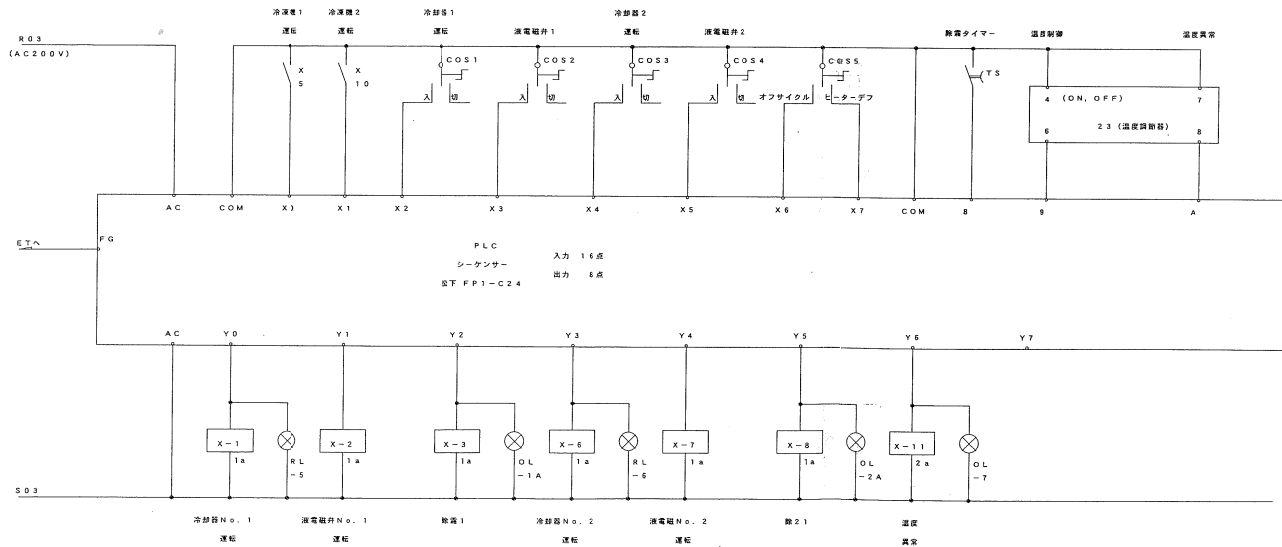 冷凍機1
運転
冷凍機2
運転
冷却器1
運転
液電磁弁1
冷却器2
運転
液電磁弁2
除霜タイマー
温度制御
温度異常
R03
(AC200V)
X
5
X
10
COS1
COS2
COS3
COS4
COS5
TS
入 切
入 切
入 切
入 切
オフサイクル ヒーターデフ
4 (ON, OFF) 7
23 (温度調節器)
6 8
AC COM X1 X2 X3 X4 X5 X6 X7 COM 8 9 A
ETへ
FG
PLC
シーケンサー
松下 FP1-C24
入力 16点
出力 8点
AC Y0 Y1 Y2 Y3 Y4 Y5 Y6 Y7
X-1
1a
RL
-5
X-2
1a
X-3
1a
OL
-1A
X-6
1a
RL
-6
X-7
1a
X-8
1a
OL
-2A
X-11
2a
OL
-7
S03
冷却器No. 1
運転
液電磁弁No. 1
運転
除霜1
冷却器No. 2
運転
液電磁No. 2
運転
除21
温度
異常